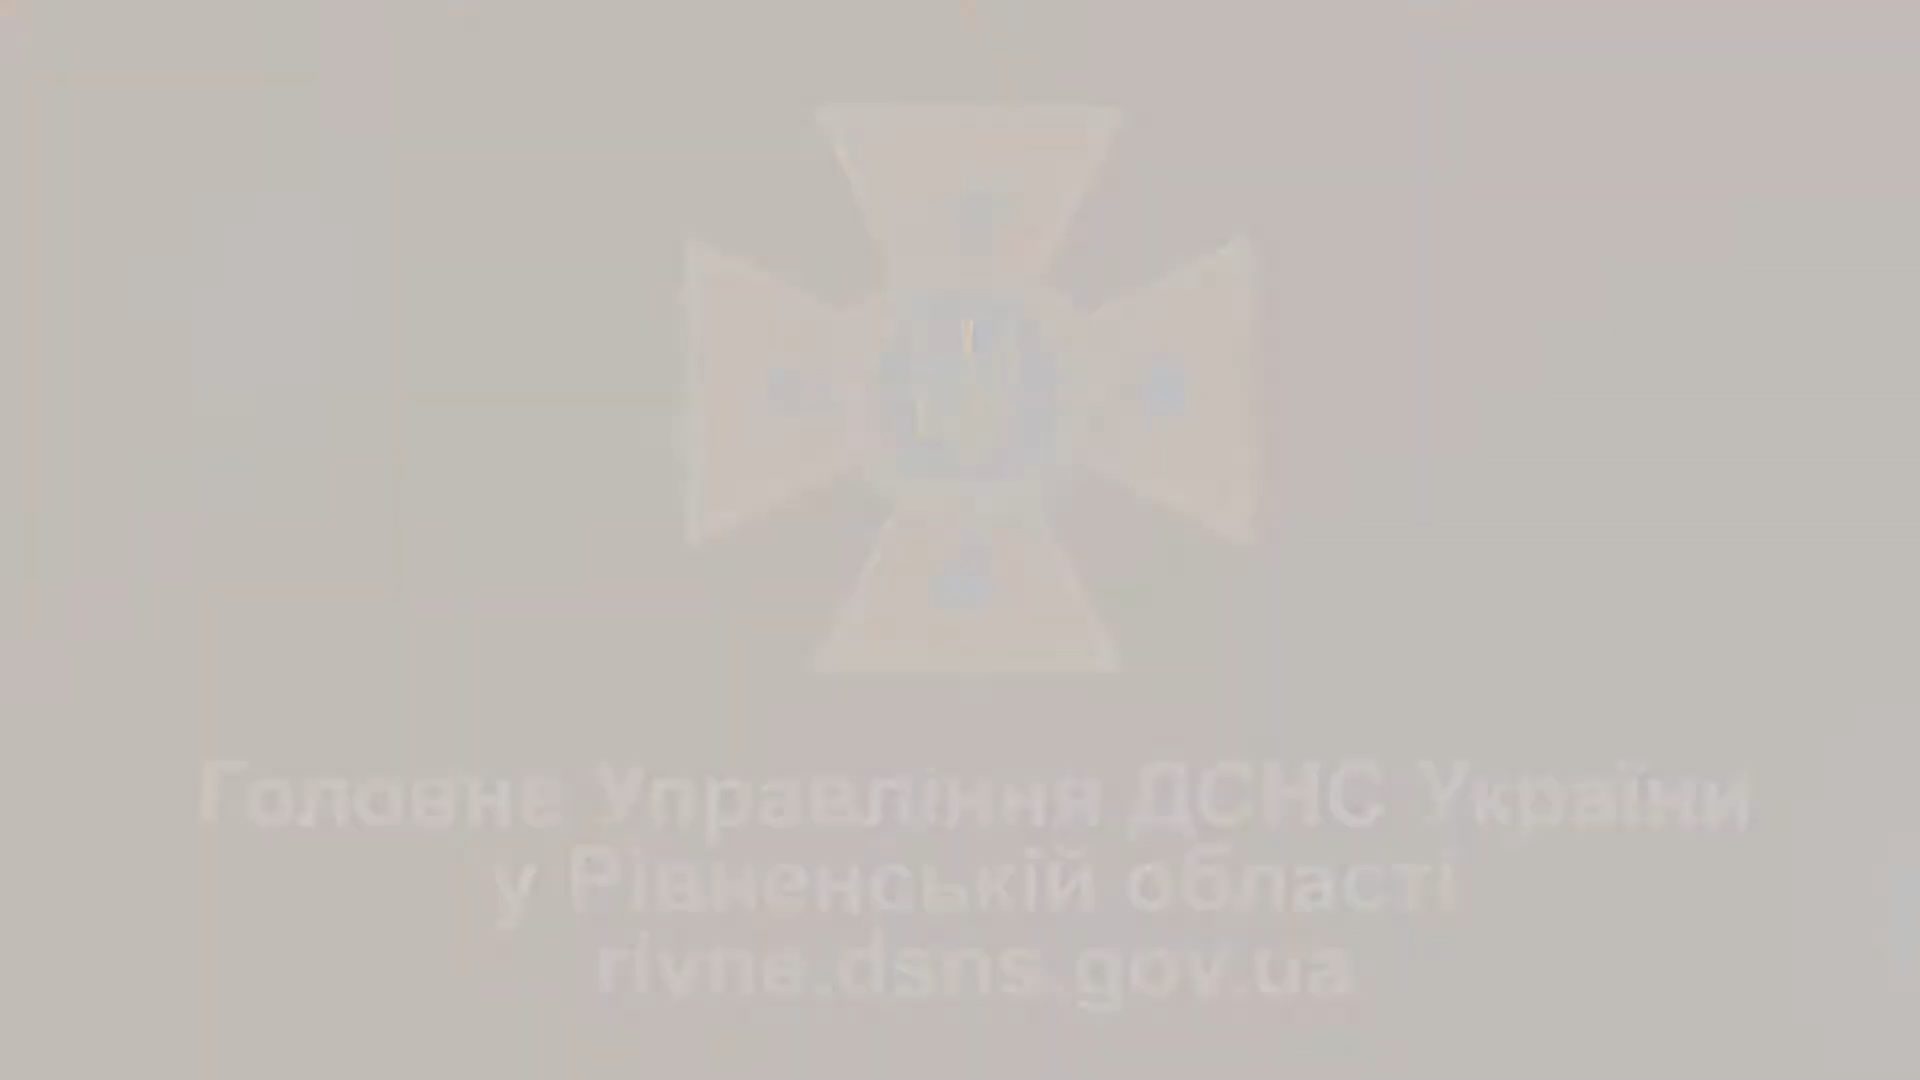 Головне Управління ДСНС України
у Рівненській області
rivne.dsns.gov.ua